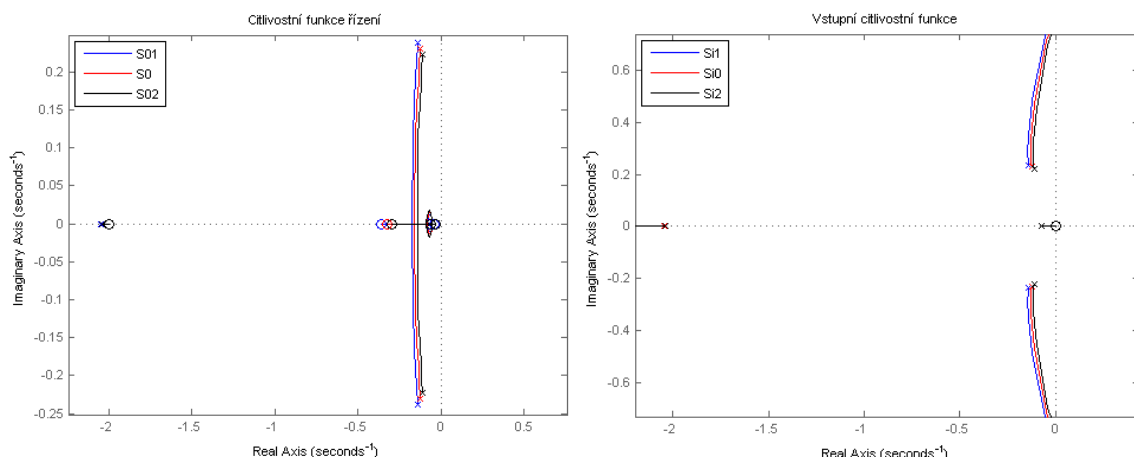 Citlivostní funkce řízení
S01
S0
S02
0.2
0.15
0.1
0.05
0
-0.05
-0.1
-0.15
-0.2
-0.25
-2
-1.5
-1
-0.5
0
0.5
Imaginary Axis (seconds-1)
Real Axis (seconds-1)
Vstupní citlivostní funkce
Si1
Si0
Si2
0.6
0.4
0.2
0
-0.2
-0.4
-0.6
-2
-1.5
-1
-0.5
0
Imaginary Axis (seconds-1)
Real Axis (seconds-1)